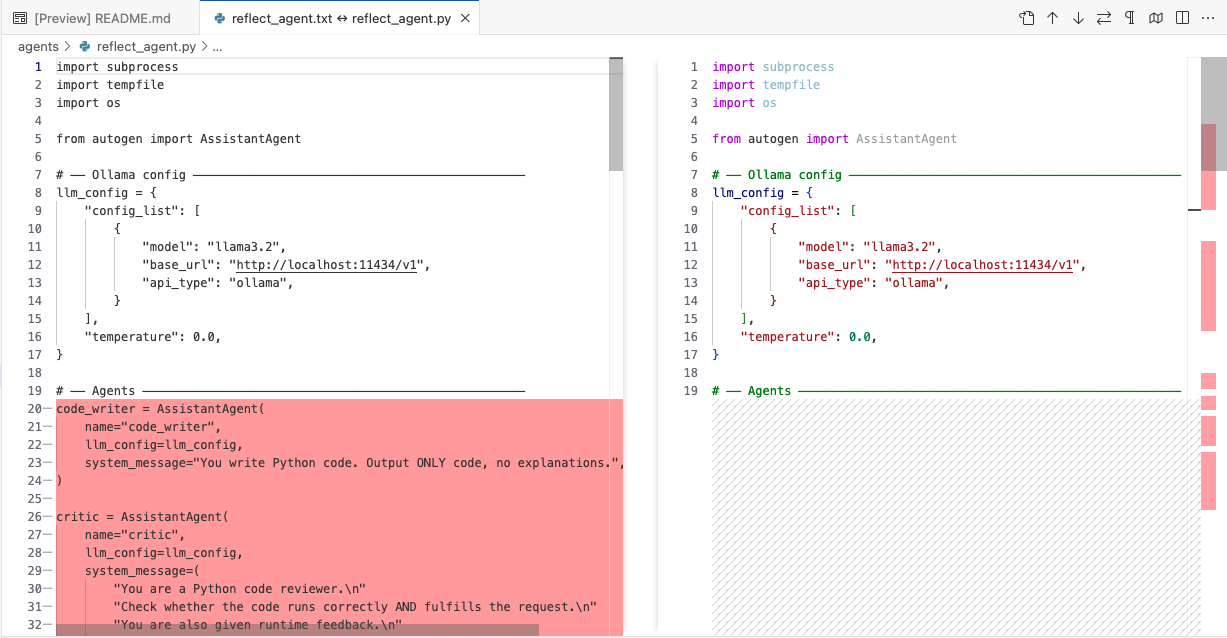 [Preview] README.md
reflect_agent.txt ↔ reflect_agent.py
agents > reflect_agent.py > ...
1 import subprocess
2 import tempfile
3 import os
4
5 from autogen import AssistantAgent
6
7 # —— Ollama config ——————————————————————————————
8 llm_config = {
9     "config_list": [
10         {
11             "model": "llama3.2",
12             "base_url": "http://localhost:11434/v1",
13             "api_type": "ollama",
14         }
15     ],
16     "temperature": 0.0,
17 }
18
19 # —— Agents ——————————————————————————————
20— code_writer = AssistantAgent(
21—     name="code_writer",
22—     llm_config=llm_config,
23—     system_message="You write Python code. Output ONLY code, no explanations.",
24— )
25—
26— critic = AssistantAgent(
27—     name="critic",
28—     llm_config=llm_config,
29—     system_message=(
30—         "You are a Python code reviewer.\n"
31—         "Check whether the code runs correctly AND fulfills the request.\n"
32—         "You are also given runtime feedback.\n"
1 import subprocess
2 import tempfile
3 import os
4
5 from autogen import AssistantAgent
6
7 # —— Ollama config ——————————————————————————————
8 llm_config = {
9     "config_list": [
10         {
11             "model": "llama3.2",
12             "base_url": "http://localhost:11434/v1",
13             "api_type": "ollama",
14         }
15     ],
16     "temperature": 0.0,
17 }
18
19 # —— Agents ——————————————————————————————